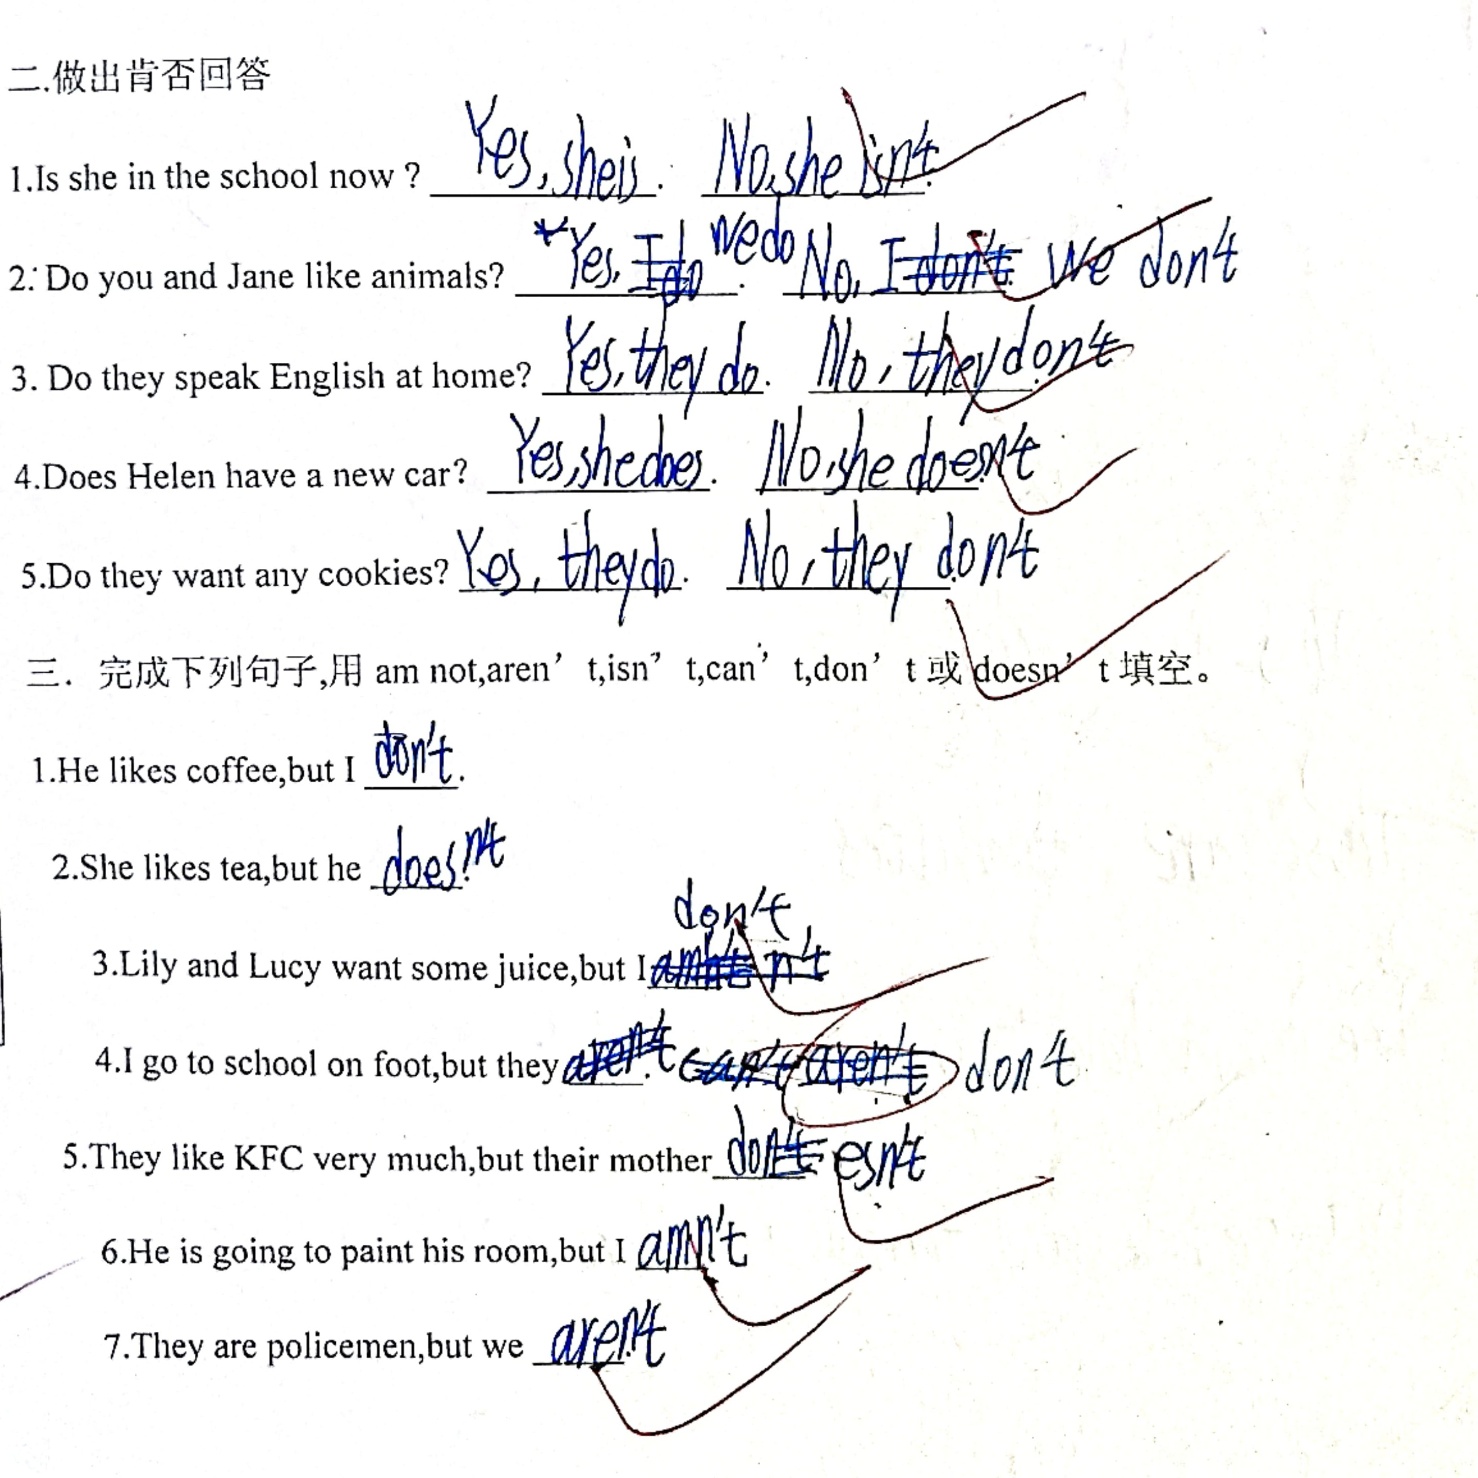 二.做出肯否回答
1.Is she in the school now ? Yes, she is. No, she isn't.
2. Do you and Jane like animals? Yes, I do we do. No, I don't. we don't
3. Do they speak English at home? Yes, they do. No, they don't
4.Does Helen have a new car? Yes, she does. No, she doesn't
5.Do they want any cookies? Yes, they do. No, they don't
三. 完成下列句子,用 am not,aren’ t,isn’ t,can’ t,don’ t 或 doesn’ t 填空。
1.He likes coffee,but I don't.
2.She likes tea,but he doesn't
don't
3.Lily and Lucy want some juice,but I amn't n't
4.I go to school on foot,but they aren't. can't aren't don't
5.They like KFC very much,but their mother don't esn't
6.He is going to paint his room,but I amn't
7.They are policemen,but we aren't